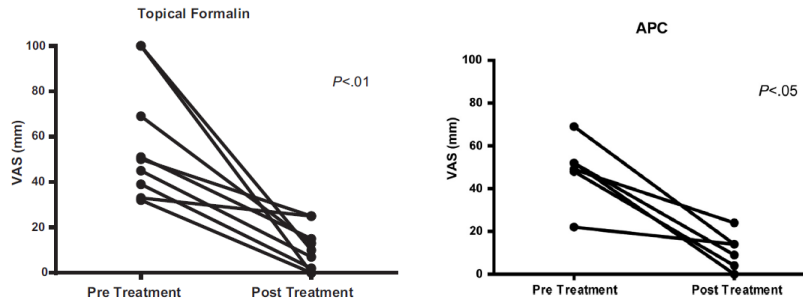 Topical Formalin
100
80
60
40
20
0
VAS (mm)
P<.01
Pre Treatment
Post Treatment
APC
100
80
60
40
20
0
VAS (mm)
P<.05
Pre Treatment
Post Treatment